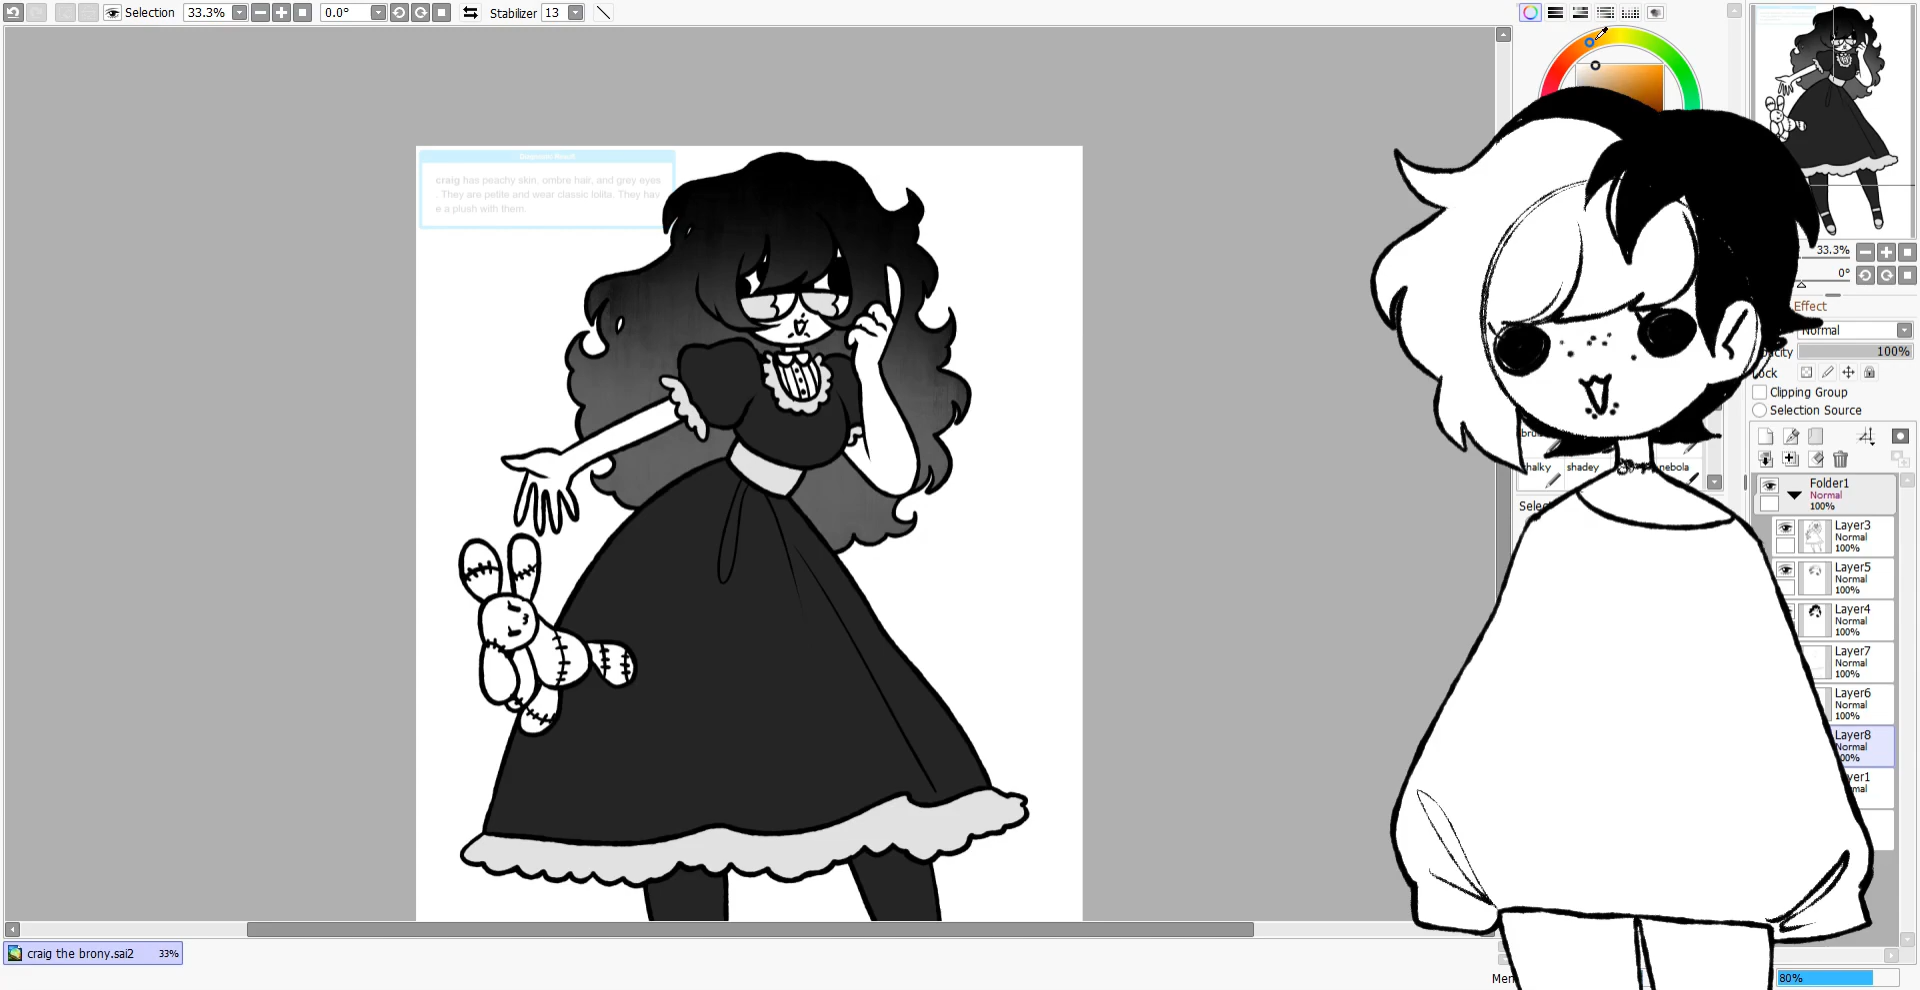 Selection
33.3%
0.0°
Stabilizer
13
craig has peachy skin, ombre hair, and grey eyes
. They are petite and wear classic lolita. They hav
e a plush with them.
33.3%
0°
Effect
Normal
100%
Clipping Group
Selection Source
shadey
nebola
Folder1
Normal
100%
Layer3
Normal
100%
Layer5
Normal
100%
Layer4
Normal
100%
Layer7
Normal
100%
Layer6
Normal
100%
Layer8
Normal
craig the brony.sai2
33%
80%